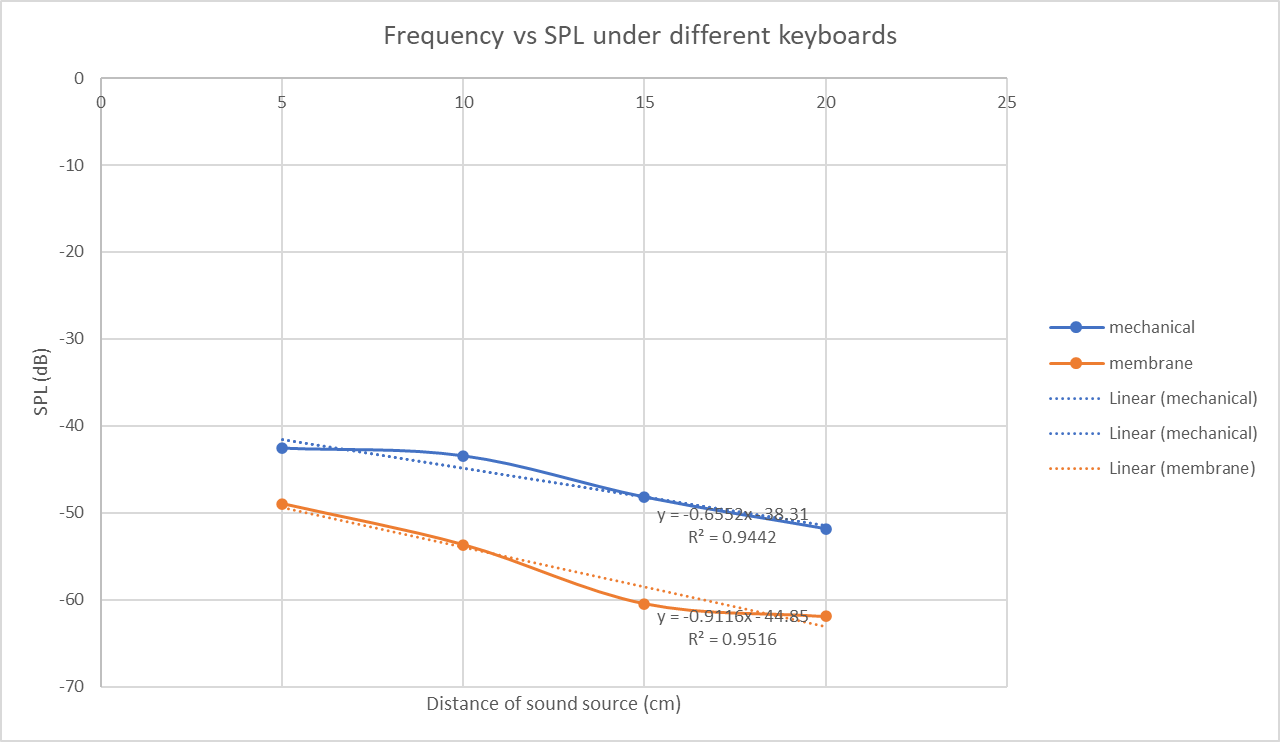 Frequency vs SPL under different keyboards
0
0
5
10
15
20
25
-10
-20
-30
-40
-50
-60
-70
SPL (dB)
y = -0.6552x - 38.31
R² = 0.9442
y = -0.9116x - 44.85
R² = 0.9516
Distance of sound source (cm)
mechanical
membrane
Linear (mechanical)
Linear (mechanical)
Linear (membrane)